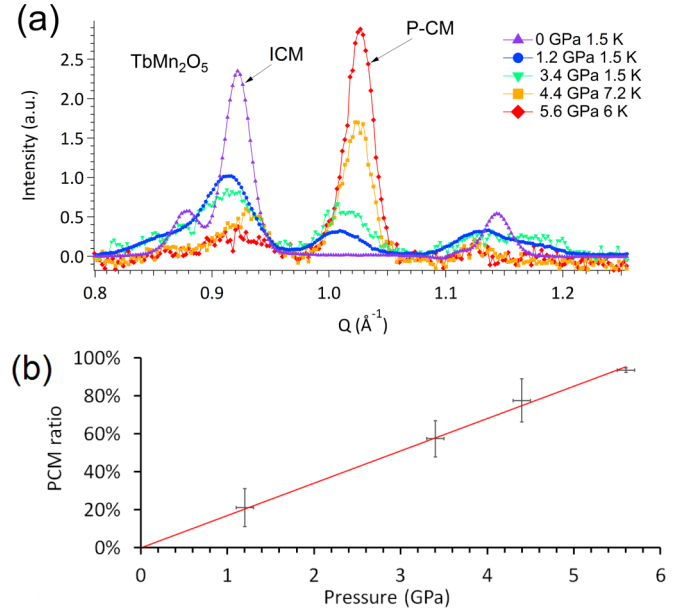 (a)
TbMn₂O₅
ICM
P-CM
0 GPa 1.5 K
1.2 GPa 1.5 K
3.4 GPa 1.5 K
4.4 GPa 7.2 K
5.6 GPa 6 K
Intensity (a.u.)
2.5
2.0
1.5
1.0
0.5
0.0
0.8 0.9 1.0 1.1 1.2
Q (Å⁻¹)
(b)
PCM ratio
100%
80%
60%
40%
20%
0%
0 1 2 3 4 5 6
Pressure (GPa)